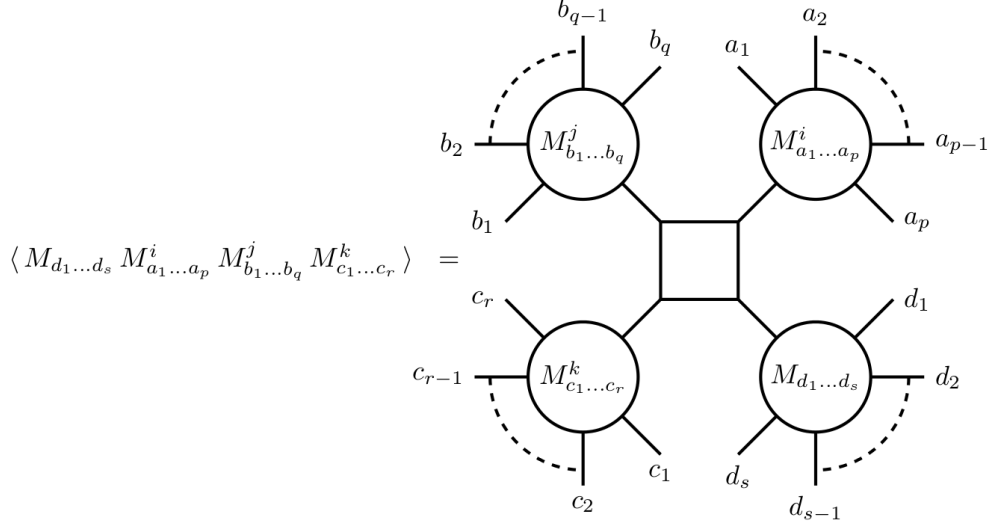 b_{q-1} a_2
b_q a_1
b_2 M^j_{b_1...b_q} M^i_{a_1...a_p} a_{p-1}
b_1 a_p
⟨ M_{d_1...d_s} M^i_{a_1...a_p} M^j_{b_1...b_q} M^k_{c_1...c_r} ⟩ =
c_r d_1
c_{r-1} M^k_{c_1...c_r} M_{d_1...d_s} d_2
c_1 d_s
c_2 d_{s-1}